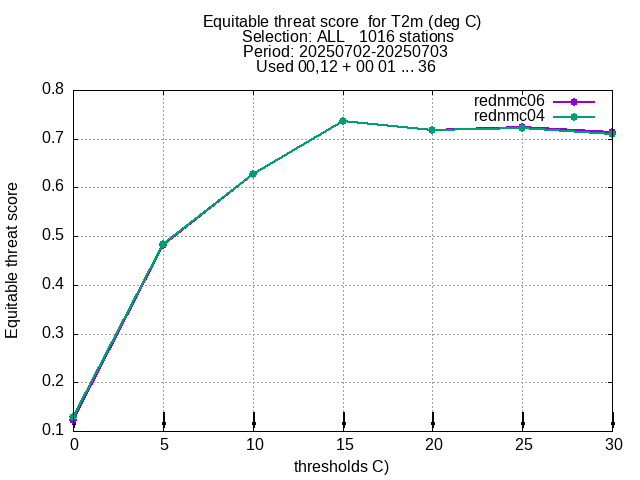 Equitable threat score  for T2m (deg C)
Selection: ALL   1016 stations
Period: 20250702-20250703
Used 00,12 + 00 01 ... 36
rednmc06
rednmc04
Equitable threat score
0.8
0.7
0.6
0.5
0.4
0.3
0.2
0.1
0 5 10 15 20 25 30
thresholds C)